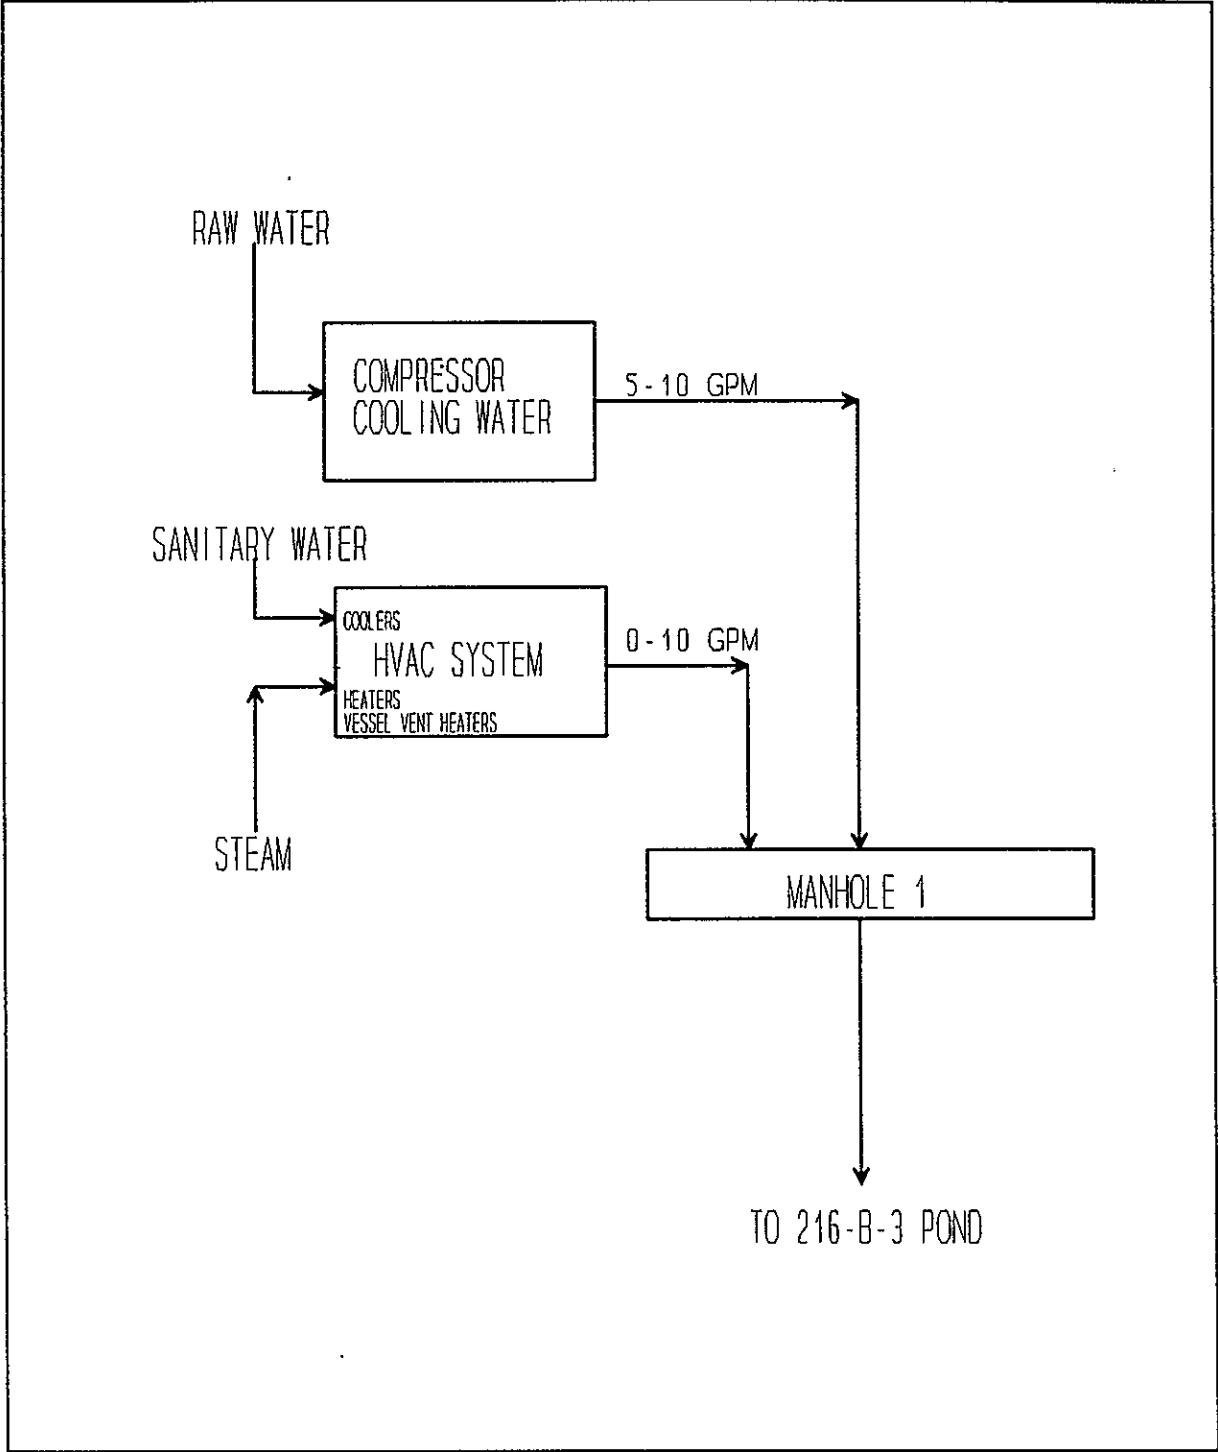 RAW WATER
COMPRESSOR
COOLING WATER
5-10 GPM
SANITARY WATER
COOLERS
HVAC SYSTEM
0-10 GPM
HEATERS
VESSEL VENT HEATERS
STEAM
MANHOLE 1
TO 216-B-3 POND